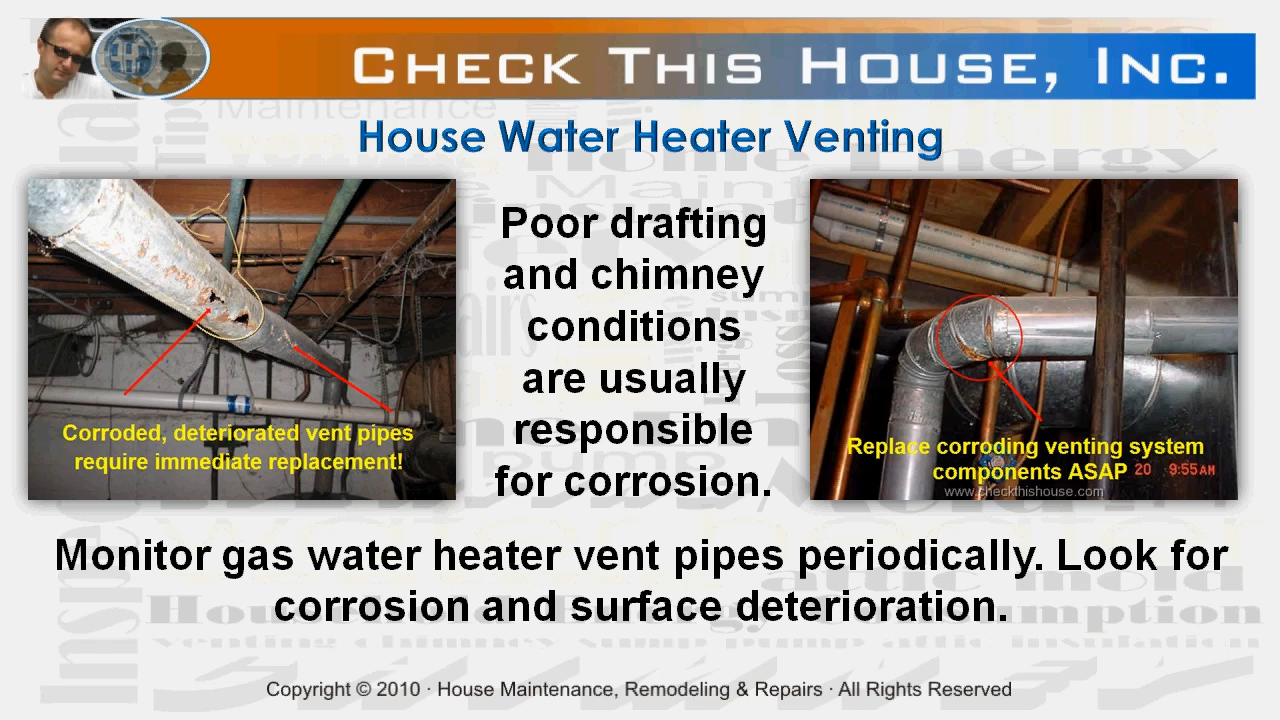 CHECK THIS HOUSE, INC.
House Water Heater Venting
Corroded, deteriorated vent pipes
require immediate replacement!
Poor drafting
and chimney
conditions
are usually
responsible
for corrosion.
Replace corroding venting system
components ASAP
20 9:55AM
www.checkthishouse.com
Monitor gas water heater vent pipes periodically. Look for
corrosion and surface deterioration.
Copyright © 2010 · House Maintenance, Remodeling & Repairs · All Rights Reserved